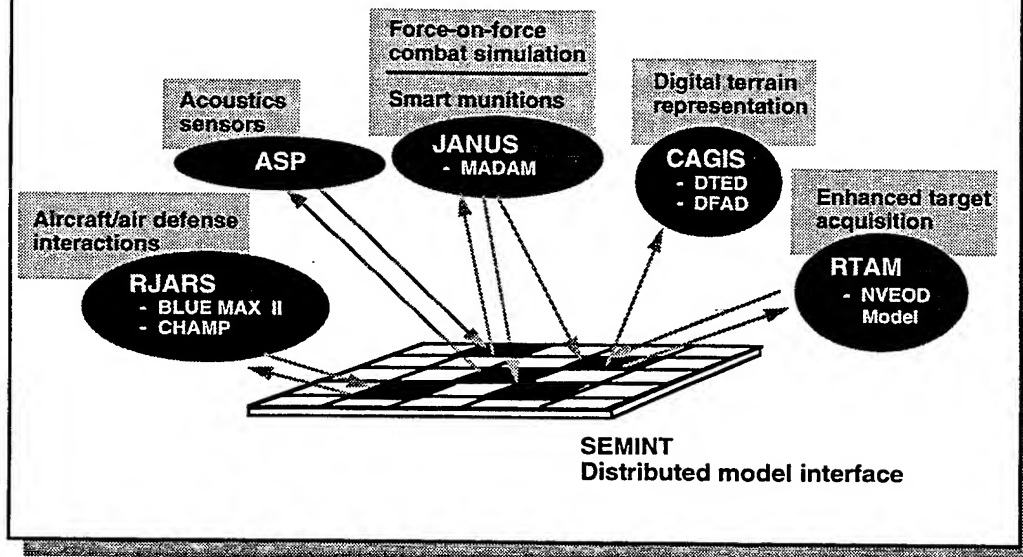 Force-on-force
combat simulation
Smart munitions
JANUS
- MADAM
Acoustics
sensors
ASP
Digital terrain
representation
CAGIS
- DTED
- DFAD
Aircraft/air defense
interactions
RJARS
- BLUE MAX II
- CHAMP
Enhanced target
acquisition
RTAM
- NVEOD
Model
SEMINT
Distributed model interface